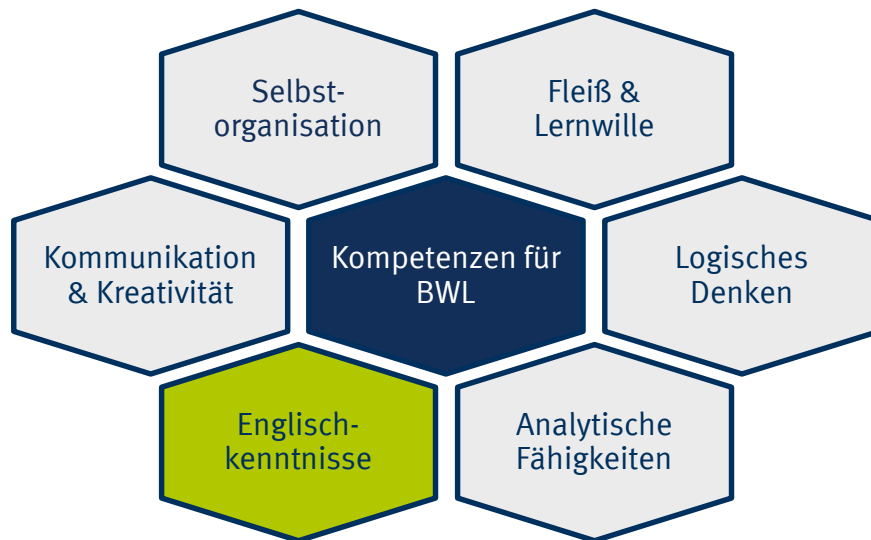 Selbst-
organisation
Fleiß &
Lernwille
Kommunikation
& Kreativität
Kompetenzen für
BWL
Logisches
Denken
Englisch-
kenntnisse
Analytische
Fähigkeiten